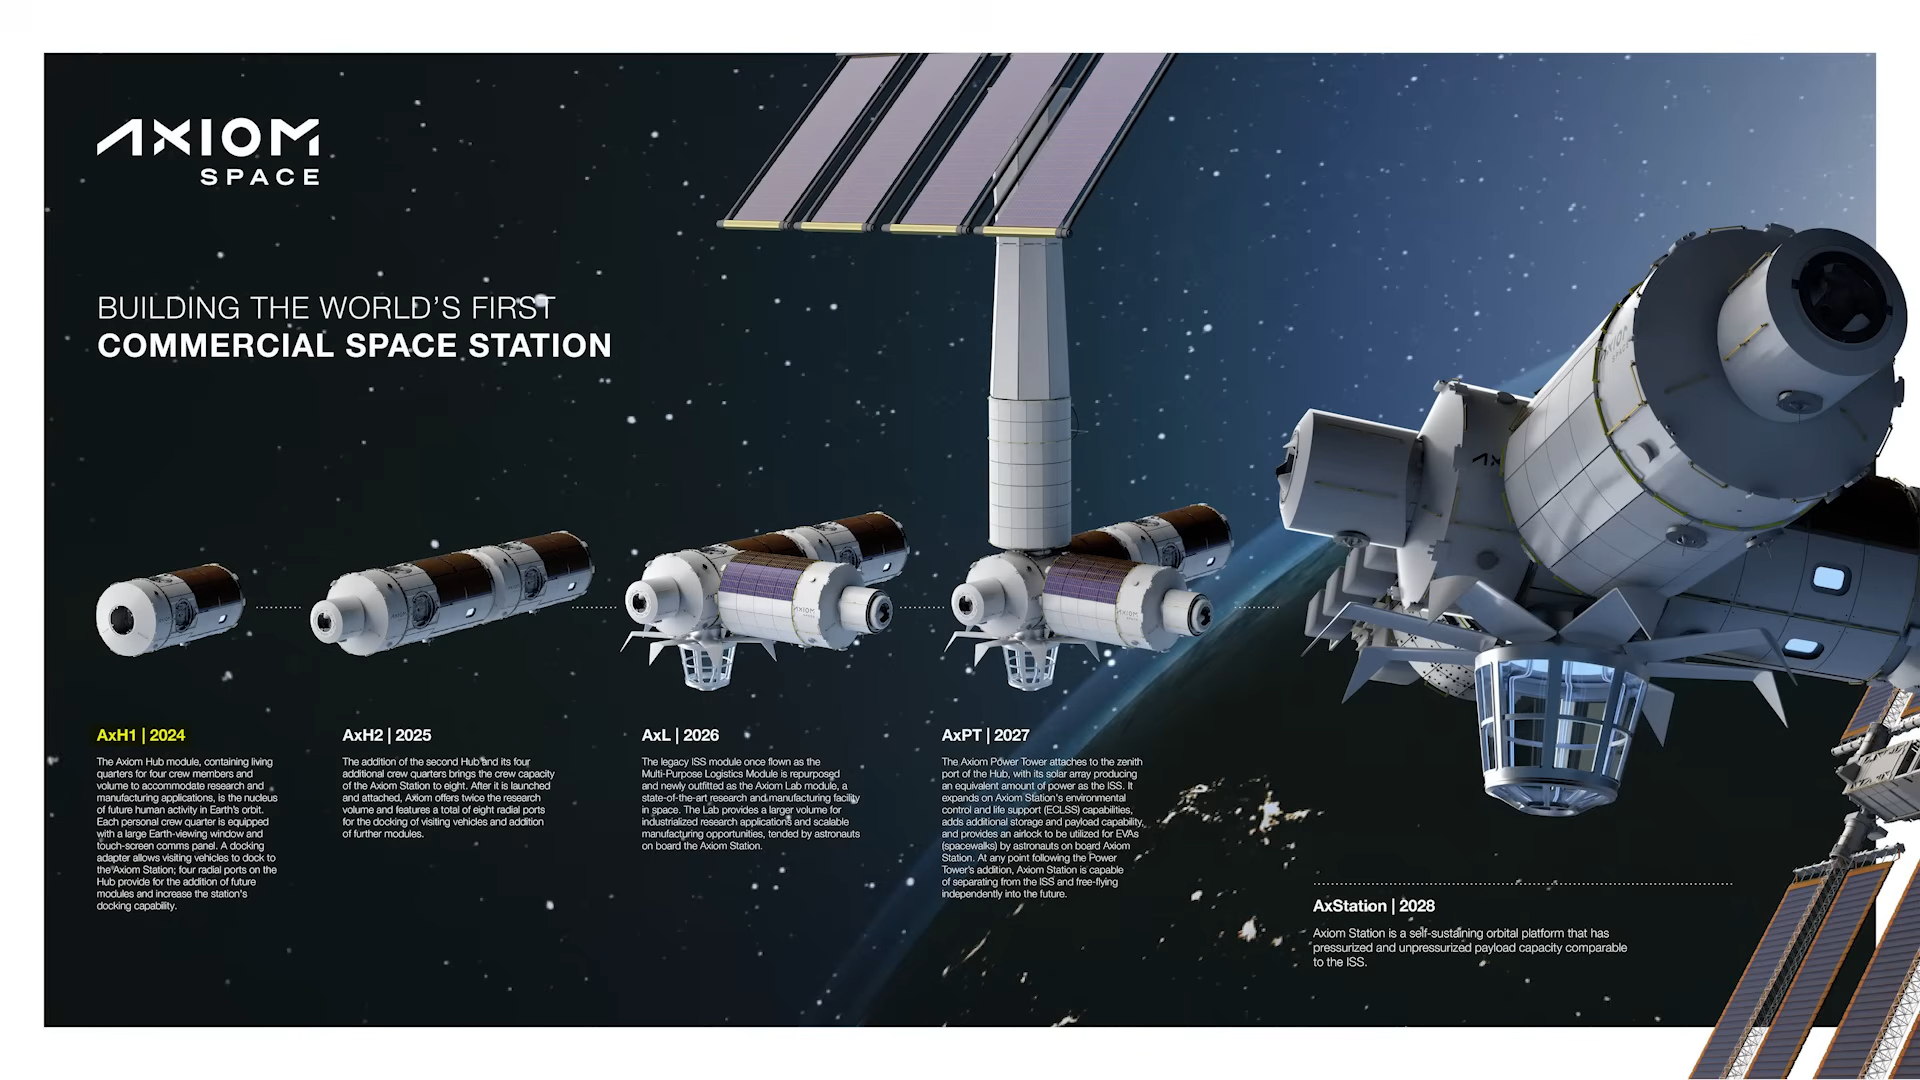 AXIOM
SPACE
BUILDING THE WORLD'S FIRST
COMMERCIAL SPACE STATION
AxH1 | 2024
The Axiom Hub module, containing living
quarters for four crew members and
volume to accommodate research and
manufacturing applications, is the nucleus
of future human activity in Earth's orbit.
Each personal crew quarter is equipped
with a large Earth-viewing window and
touch-screen comms panel. A docking
adapter allows visiting vehicles to dock to
the Axiom Station; four radial ports on the
Hub provide for the addition of future
modules and increase the station's
docking capability.
AxH2 | 2025
The addition of the second Hub and its four
additional crew quarters brings the crew capacity
of the Axiom Station to eight. After it is launched
and attached, Axiom offers twice the research
volume and features a total of eight radial ports
for the docking of visiting vehicles and addition
of further modules.
AxL | 2026
The legacy ISS module once flown as the
Multi-Purpose Logistics Module is repurposed
and newly outfitted as the Axiom Lab module, a
state-of-the-art research and manufacturing facility
in space. The Lab provides a larger volume for
industrialized research applications and scalable
manufacturing opportunities, tended by astronauts
on board the Axiom Station.
AxPT | 2027
The Axiom Power Tower attaches to the zenith
port of the Hub, with its solar array producing
an equivalent amount of power as the ISS. It
expands on Axiom Station's environmental
control and life support (ECLSS) capabilities,
adds additional storage and payload capability,
and provides an airlock to be utilized for EVAs
(spacewalks) by astronauts on board Axiom
Station. At any point following the Power
Tower's addition, Axiom Station is capable
of separating from the ISS and free-flying
independently into the future.
AxStation | 2028
Axiom Station is a self-sustaining orbital platform that has
pressurized and unpressurized payload capacity comparable
to the ISS.
AXIOM
AXIOM
AXIOM
SPACE